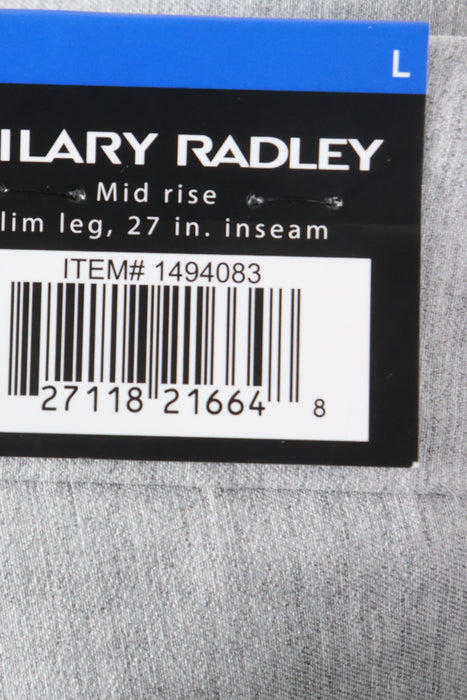 L
ILARY RADLEY
Mid rise
lim leg, 27 in. inseam
ITEM# 1494083
27118 21664 8